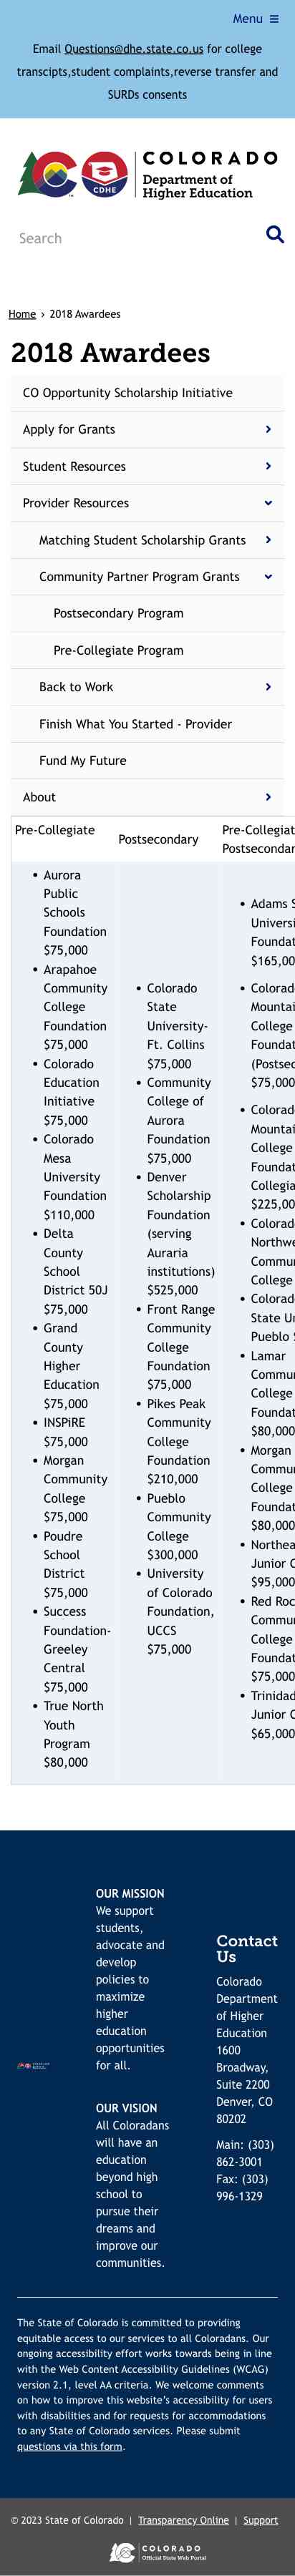 Menu
Email Questions@dhe.state.co.us for college
transcipts,student complaints,reverse transfer and
SURDs consents
COLORADO
CDHE
Department of
Higher Education
Search
Home › 2018 Awardees
2018 Awardees
CO Opportunity Scholarship Initiative
Apply for Grants
Student Resources
Provider Resources
Matching Student Scholarship Grants
Community Partner Program Grants
Postsecondary Program
Pre-Collegiate Program
Back to Work
Finish What You Started - Provider
Fund My Future
About
Pre-Collegiate
Postsecondary
Pre-Collegiat
Postsecondar
Aurora
Public
Schools
Foundation
$75,000
Arapahoe
Community
College
Foundation
$75,000
Colorado
Education
Initiative
$75,000
Colorado
Mesa
University
Foundation
$110,000
Delta
County
School
District 50J
$75,000
Grand
County
Higher
Education
$75,000
INSPiRE
$75,000
Morgan
Community
College
$75,000
Poudre
School
District
$75,000
Success
Foundation-
Greeley
Central
$75,000
True North
Youth
Program
$80,000
Colorado
State
University-
Ft. Collins
$75,000
Community
College of
Aurora
Foundation
$75,000
Denver
Scholarship
Foundation
(serving
Auraria
institutions)
$525,000
Front Range
Community
College
Foundation
$75,000
Pikes Peak
Community
College
Foundation
$210,000
Pueblo
Community
College
$300,000
University
of Colorado
Foundation,
UCCS
$75,000
Adams S
Universi
Foundat
$165,00
Colorad
Mountai
College
Foundat
(Postsec
$75,000
Colorad
Mountai
College
Foundat
Collegia
$225,00
Colorad
Northwe
Commun
College
Colorad
State Un
Pueblo $
Lamar
Commun
College
Foundat
$80,000
Morgan
Commun
College
Foundat
$80,000
Northea
Junior C
$95,000
Red Roc
Commun
College
Foundat
$75,000
Trinidad
Junior C
$65,000
OUR MISSION
We support
students,
advocate and
develop
policies to
maximize
higher
education
opportunities
for all.
OUR VISION
All Coloradans
will have an
education
beyond high
school to
pursue their
dreams and
improve our
communities.
Contact
Us
Colorado
Department
of Higher
Education
1600
Broadway,
Suite 2200
Denver, CO
80202
Main: (303)
862-3001
Fax: (303)
996-1329
The State of Colorado is committed to providing
equitable access to our services to all Coloradans. Our
ongoing accessibility effort works towards being in line
with the Web Content Accessibility Guidelines (WCAG)
version 2.1, level AA criteria. We welcome comments
on how to improve this website's accessibility for users
with disabilities and for requests for accommodations
to any State of Colorado services. Please submit
questions via this form.
© 2023 State of Colorado | Transparency Online | Support
COLORADO
Official State Web Portal